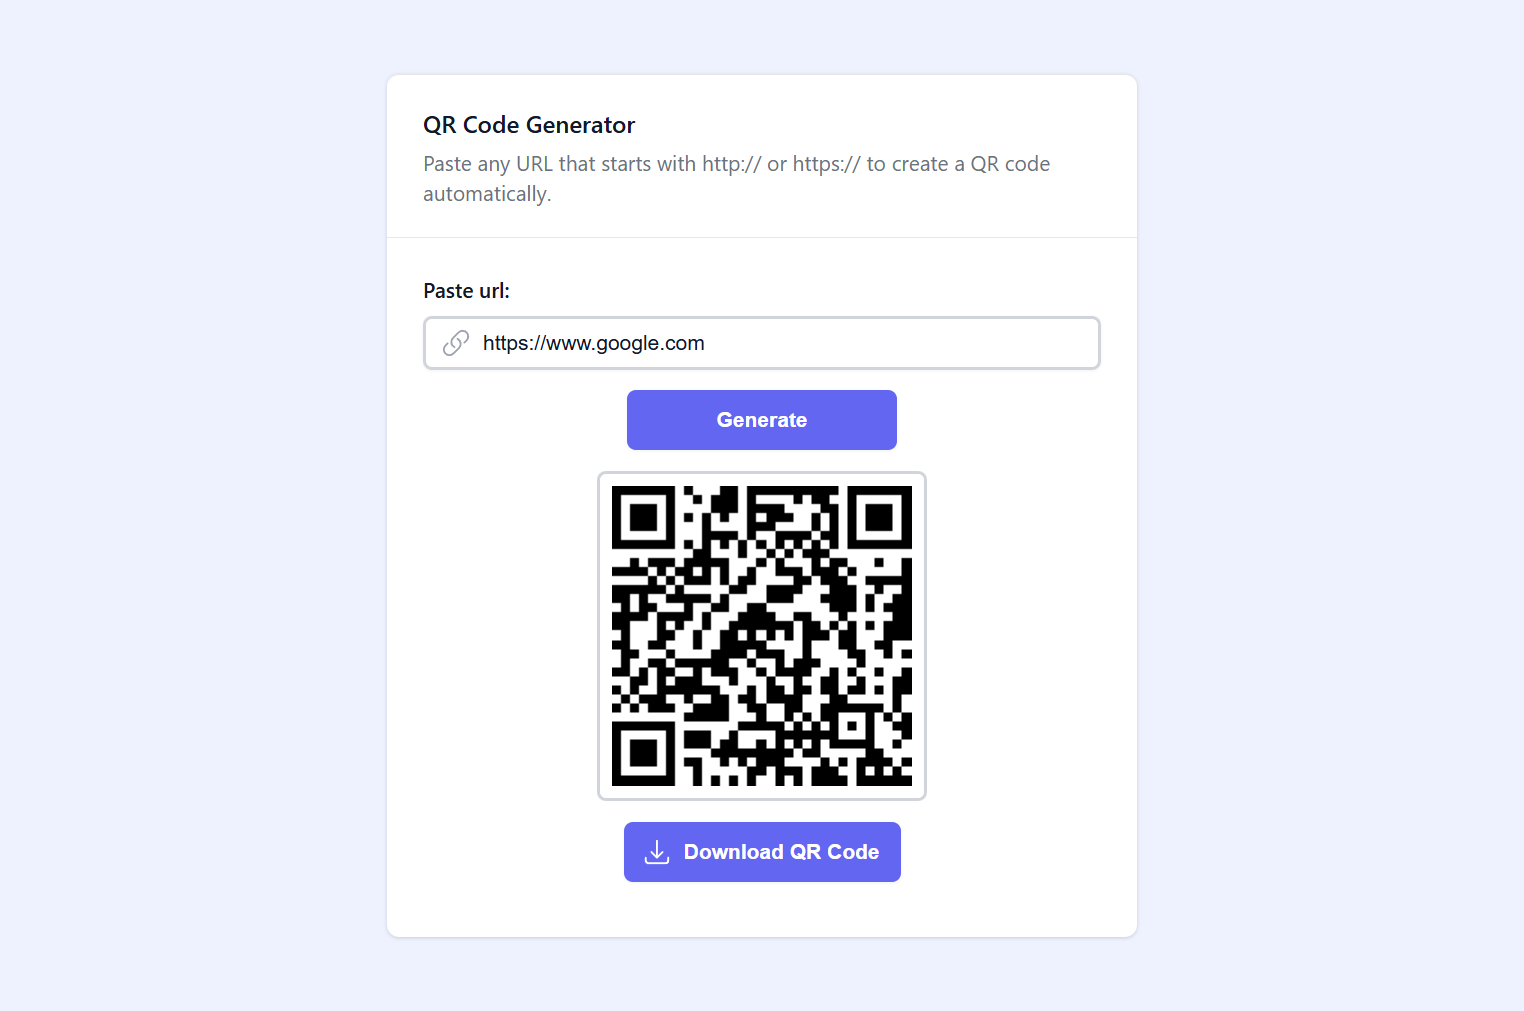 QR Code Generator
Paste any URL that starts with http:// or https:// to create a QR code
automatically.
Paste url:
https://www.google.com
Generate
Download QR Code